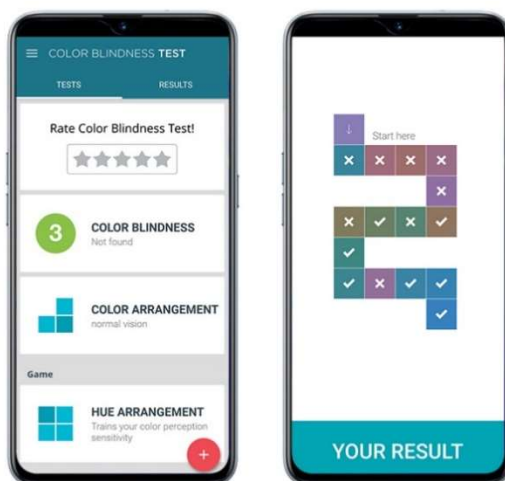 COLOR BLINDNESS TEST
TESTS RESULTS
Rate Color Blindness Test!
3
COLOR BLINDNESS
Not found
COLOR ARRANGEMENT
normal vision
Game
HUE ARRANGEMENT
Trains your color perception
sensitivity
+
↓ Start here
YOUR RESULT